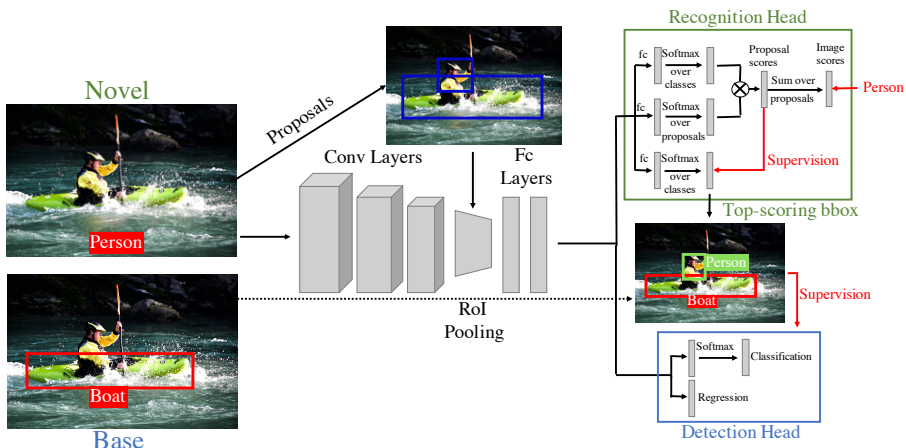 Recognition Head
fc
Softmax
over
classes
Proposal
scores
Image
scores
Sum over
proposals
Person
fc
Softmax
over
proposals
Supervision
fc
Softmax
over
classes
Top-scoring bbox
Novel
Proposals
Person
Conv Layers
Fc
Layers
RoI
Pooling
Person
Boat
Supervision
Boat
Base
Softmax
Classification
Regression
Detection Head